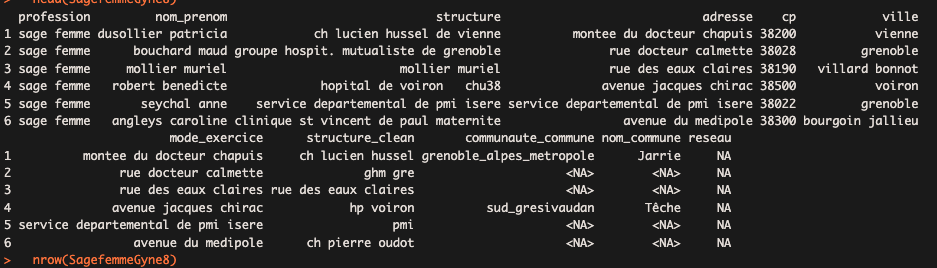 > head(SagefemmeGyne8)
profession nom_prenom structure adresse cp ville
1 sage femme dusollier patricia ch lucien hussel de vienne montee du docteur chapuis 38200 vienne
2 sage femme bouchard maud groupe hospit. mutualiste de grenoble rue docteur calmette 38028 grenoble
3 sage femme mollier muriel mollier muriel rue des eaux claires 38190 villard bonnot
4 sage femme robert benedicte hopital de voiron chu38 avenue jacques chirac 38500 voiron
5 sage femme seychal anne service departemental de pmi isere service departemental de pmi isere 38022 grenoble
6 sage femme angleys caroline clinique st vincent de paul maternite avenue du medipole 38300 bourgoin jallieu
mode_exercice structure_clean communaute_commune nom_commune reseau
1 montee du docteur chapuis ch lucien hussel grenoble_alpes_metropole Jarrie NA
2 rue docteur calmette ghm gre <NA> <NA> NA
3 rue des eaux claires rue des eaux claires <NA> <NA> NA
4 avenue jacques chirac hp voiron sud_gresivaudan Têche NA
5 service departemental de pmi isere pmi <NA> <NA> NA
6 avenue du medipole ch pierre oudot <NA> <NA> NA
> nrow(SagefemmeGyne8)